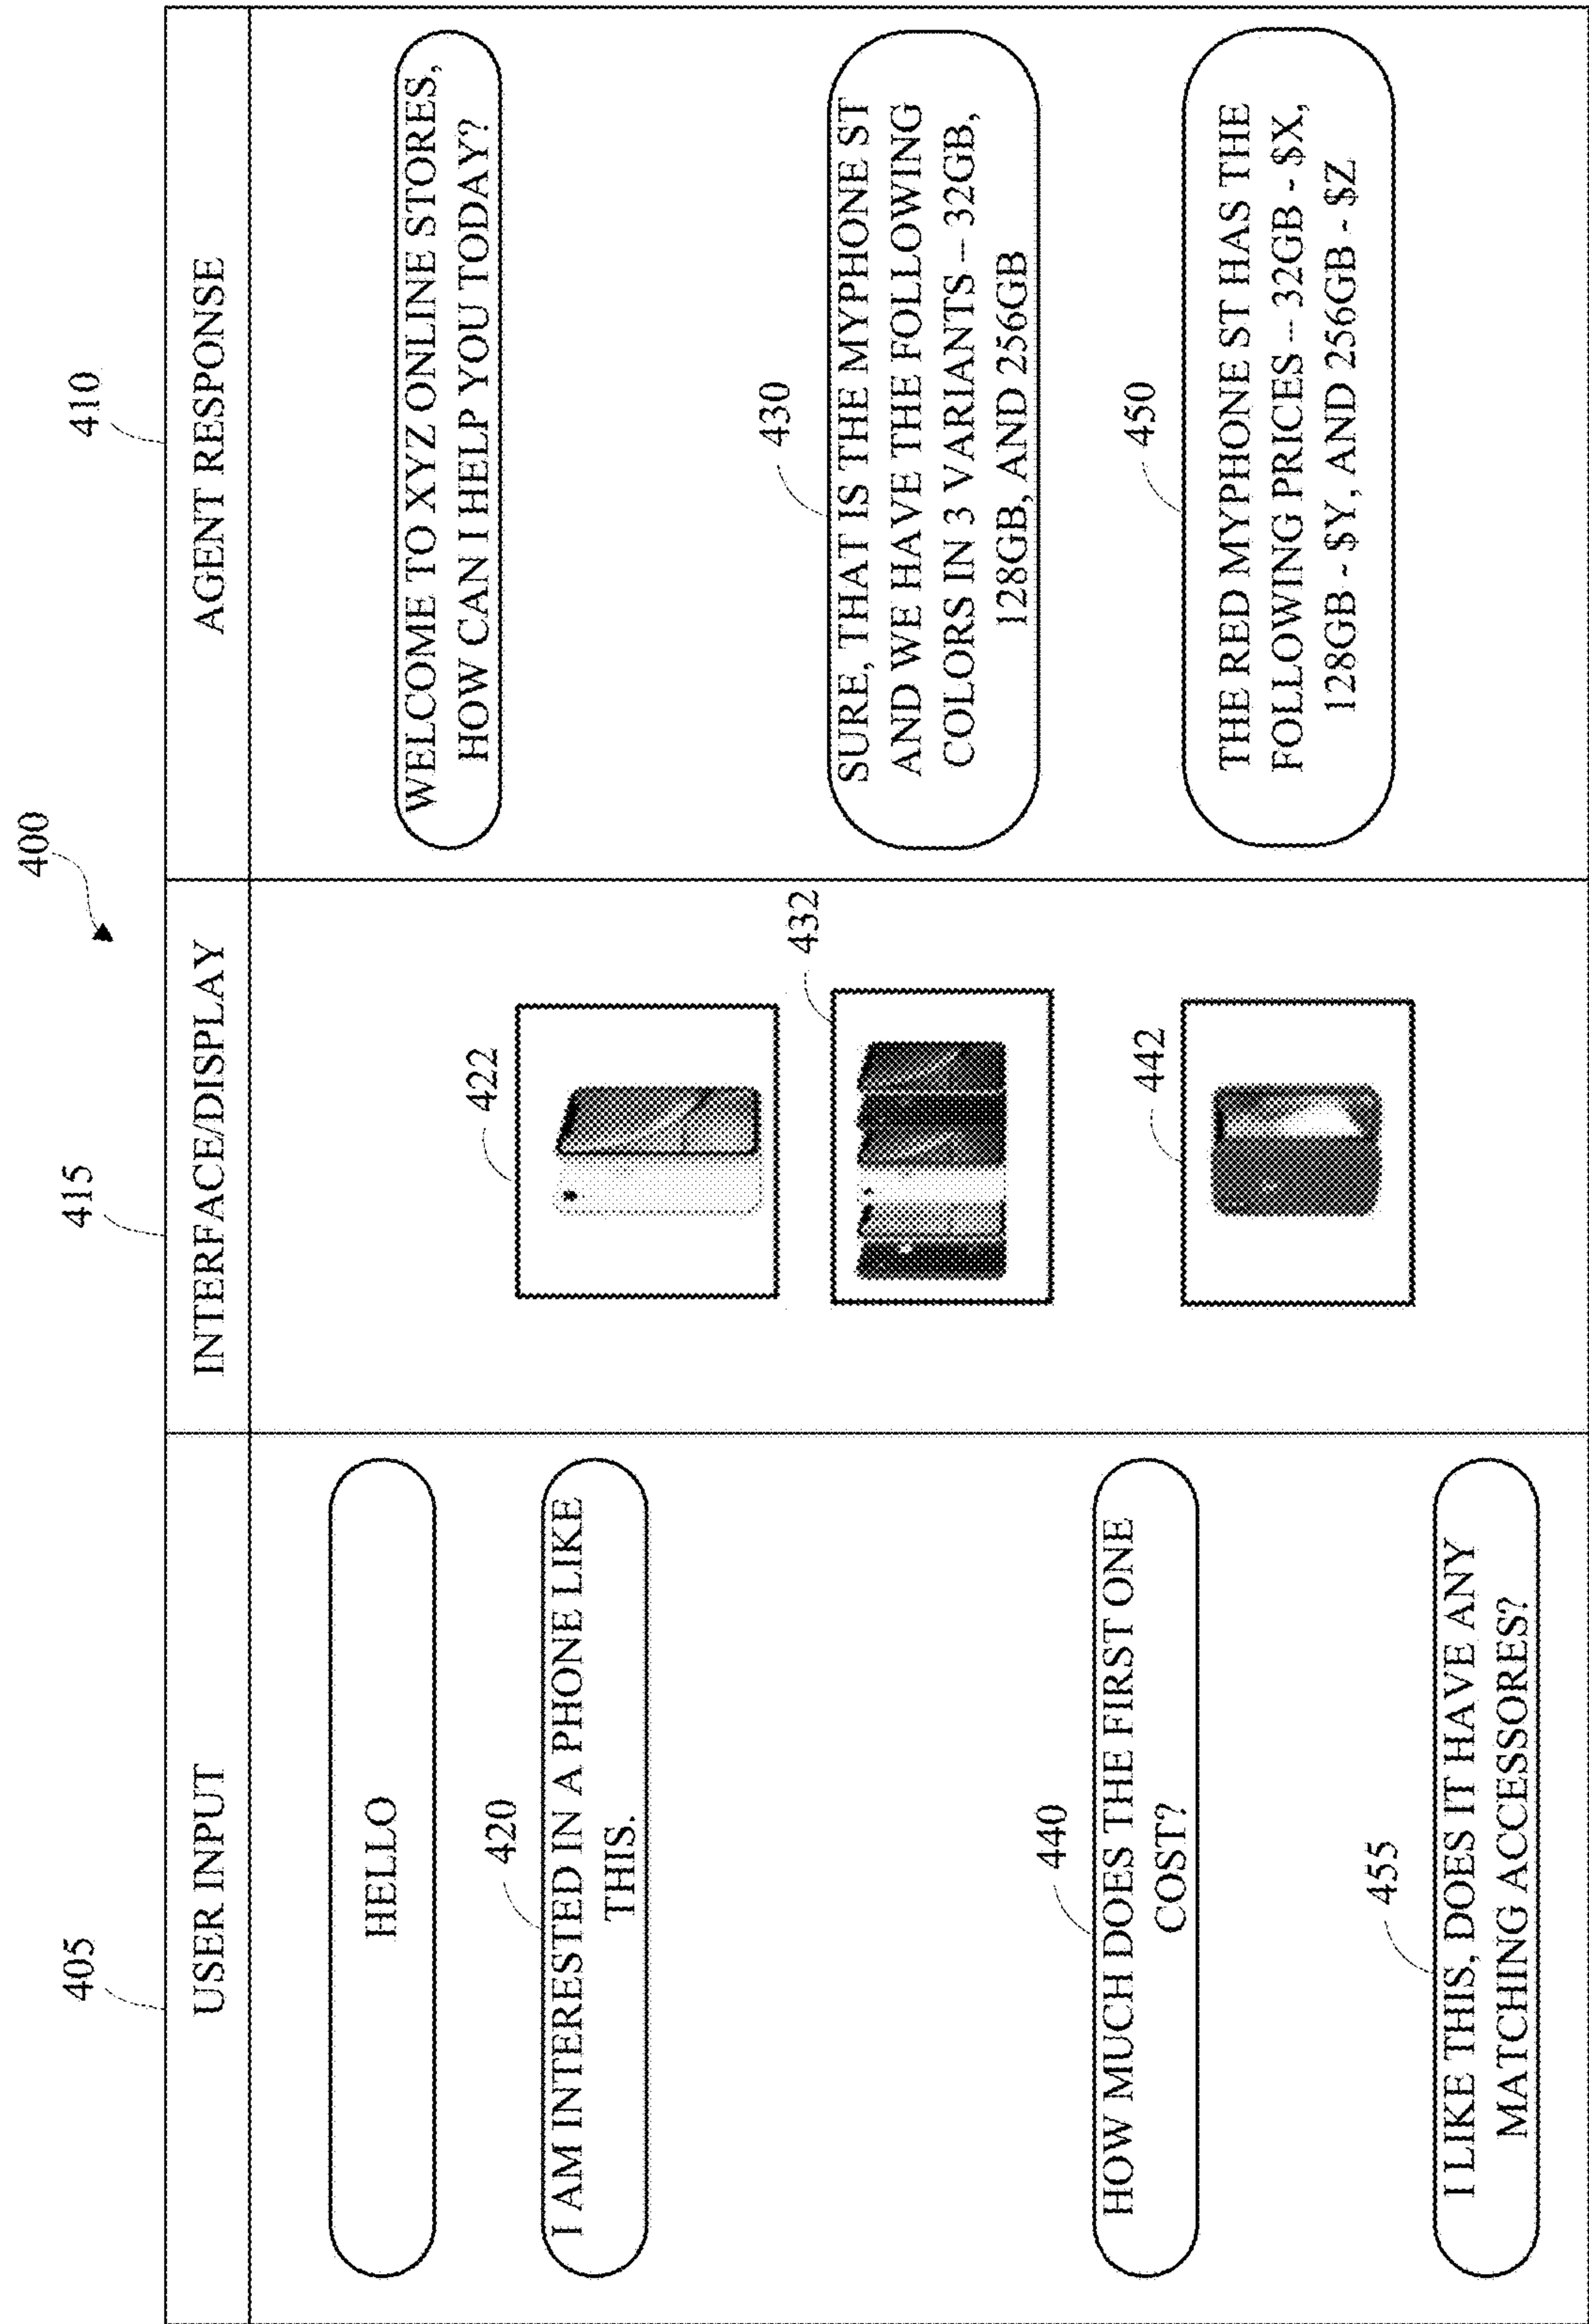 400
405
415
410
USER INPUT
INTERFACE/DISPLAY
AGENT RESPONSE
HELLO
WELCOME TO XYZ ONLINE STORES,
HOW CAN I HELP YOU TODAY?
420
I AM INTERESTED IN A PHONE LIKE
THIS.
422
432
430
SURE, THAT IS THE MYPHONE ST
AND WE HAVE THE FOLLOWING
COLORS IN 3 VARIANTS – 32GB,
128GB, AND 256GB
440
HOW MUCH DOES THE FIRST ONE
COST?
442
450
THE RED MYPHONE ST HAS THE
FOLLOWING PRICES – 32GB - $X,
128GB - $Y, AND 256GB - $Z
455
I LIKE THIS, DOES IT HAVE ANY
MATCHING ACCESSORES?